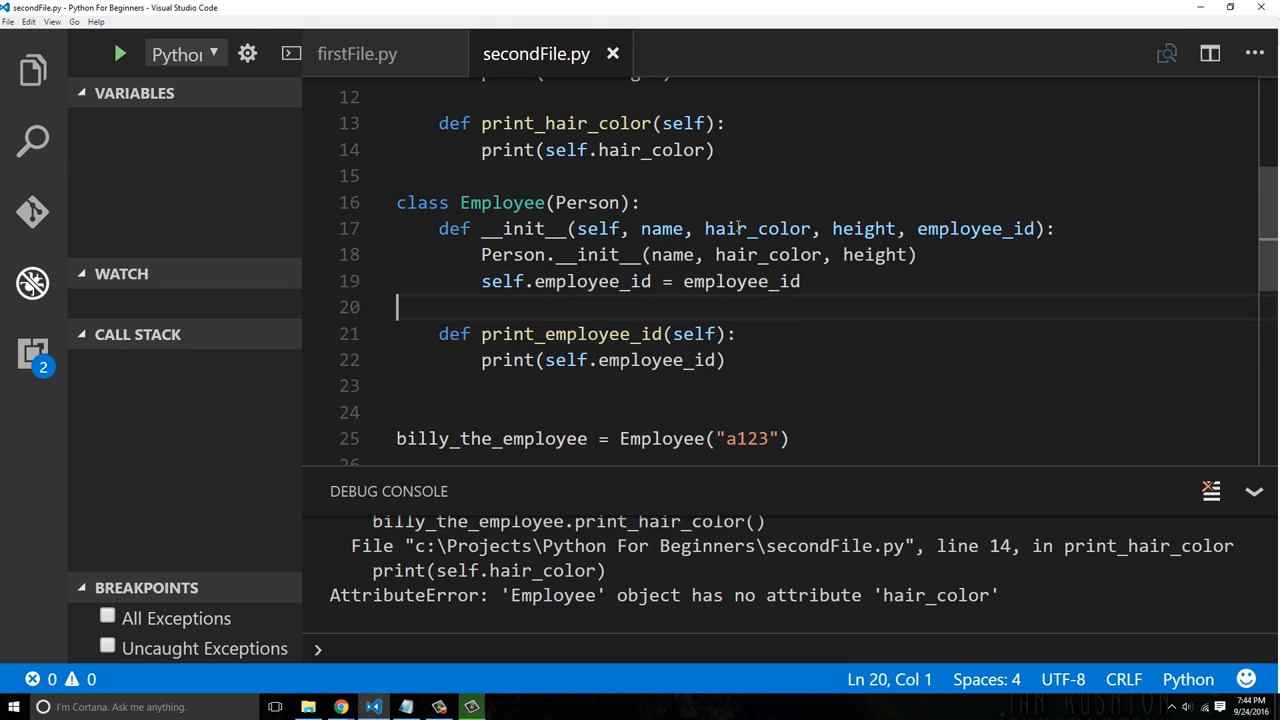 secondFile.py - Python For Beginners - Visual Studio Code
File Edit View Go Help
Pythor
firstFile.py
secondFile.py
VARIABLES
WATCH
CALL STACK
2
BREAKPOINTS
All Exceptions
Uncaught Exceptions
12
13 def print_hair_color(self):
14 print(self.hair_color)
15
16 class Employee(Person):
17 def __init__(self, name, hair_color, height, employee_id):
18 Person.__init__(name, hair_color, height)
19 self.employee_id = employee_id
20
21 def print_employee_id(self):
22 print(self.employee_id)
23
24
25 billy_the_employee = Employee("a123")
26
DEBUG CONSOLE
billy_the_employee.print_hair_color()
File "c:\Projects\Python For Beginners\secondFile.py", line 14, in print_hair_color
print(self.hair_color)
AttributeError: 'Employee' object has no attribute 'hair_color'
0 0
Ln 20, Col 1 Spaces: 4 UTF-8 CRLF Python
I'm Cortana. Ask me anything.
7:44 PM
9/24/2016